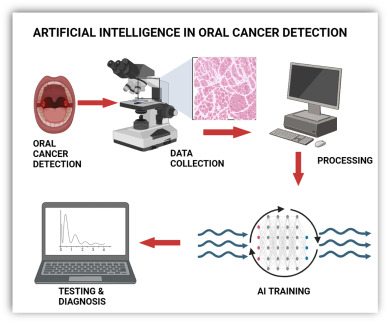 ARTIFICIAL INTELLIGENCE IN ORAL CANCER DETECTION
ORAL
CANCER
DETECTION
DATA
COLLECTION
PROCESSING
AI TRAINING
TESTING &
DIAGNOSIS